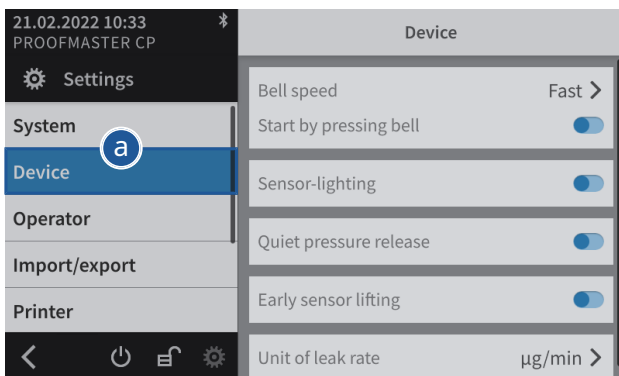 21.02.2022 10:33
PROOFMASTER CP
Settings
System
a
Device
Operator
Import/export
Printer
Device
Bell speed Fast
Start by pressing bell
Sensor-lighting
Quiet pressure release
Early sensor lifting
Unit of leak rate µg/min